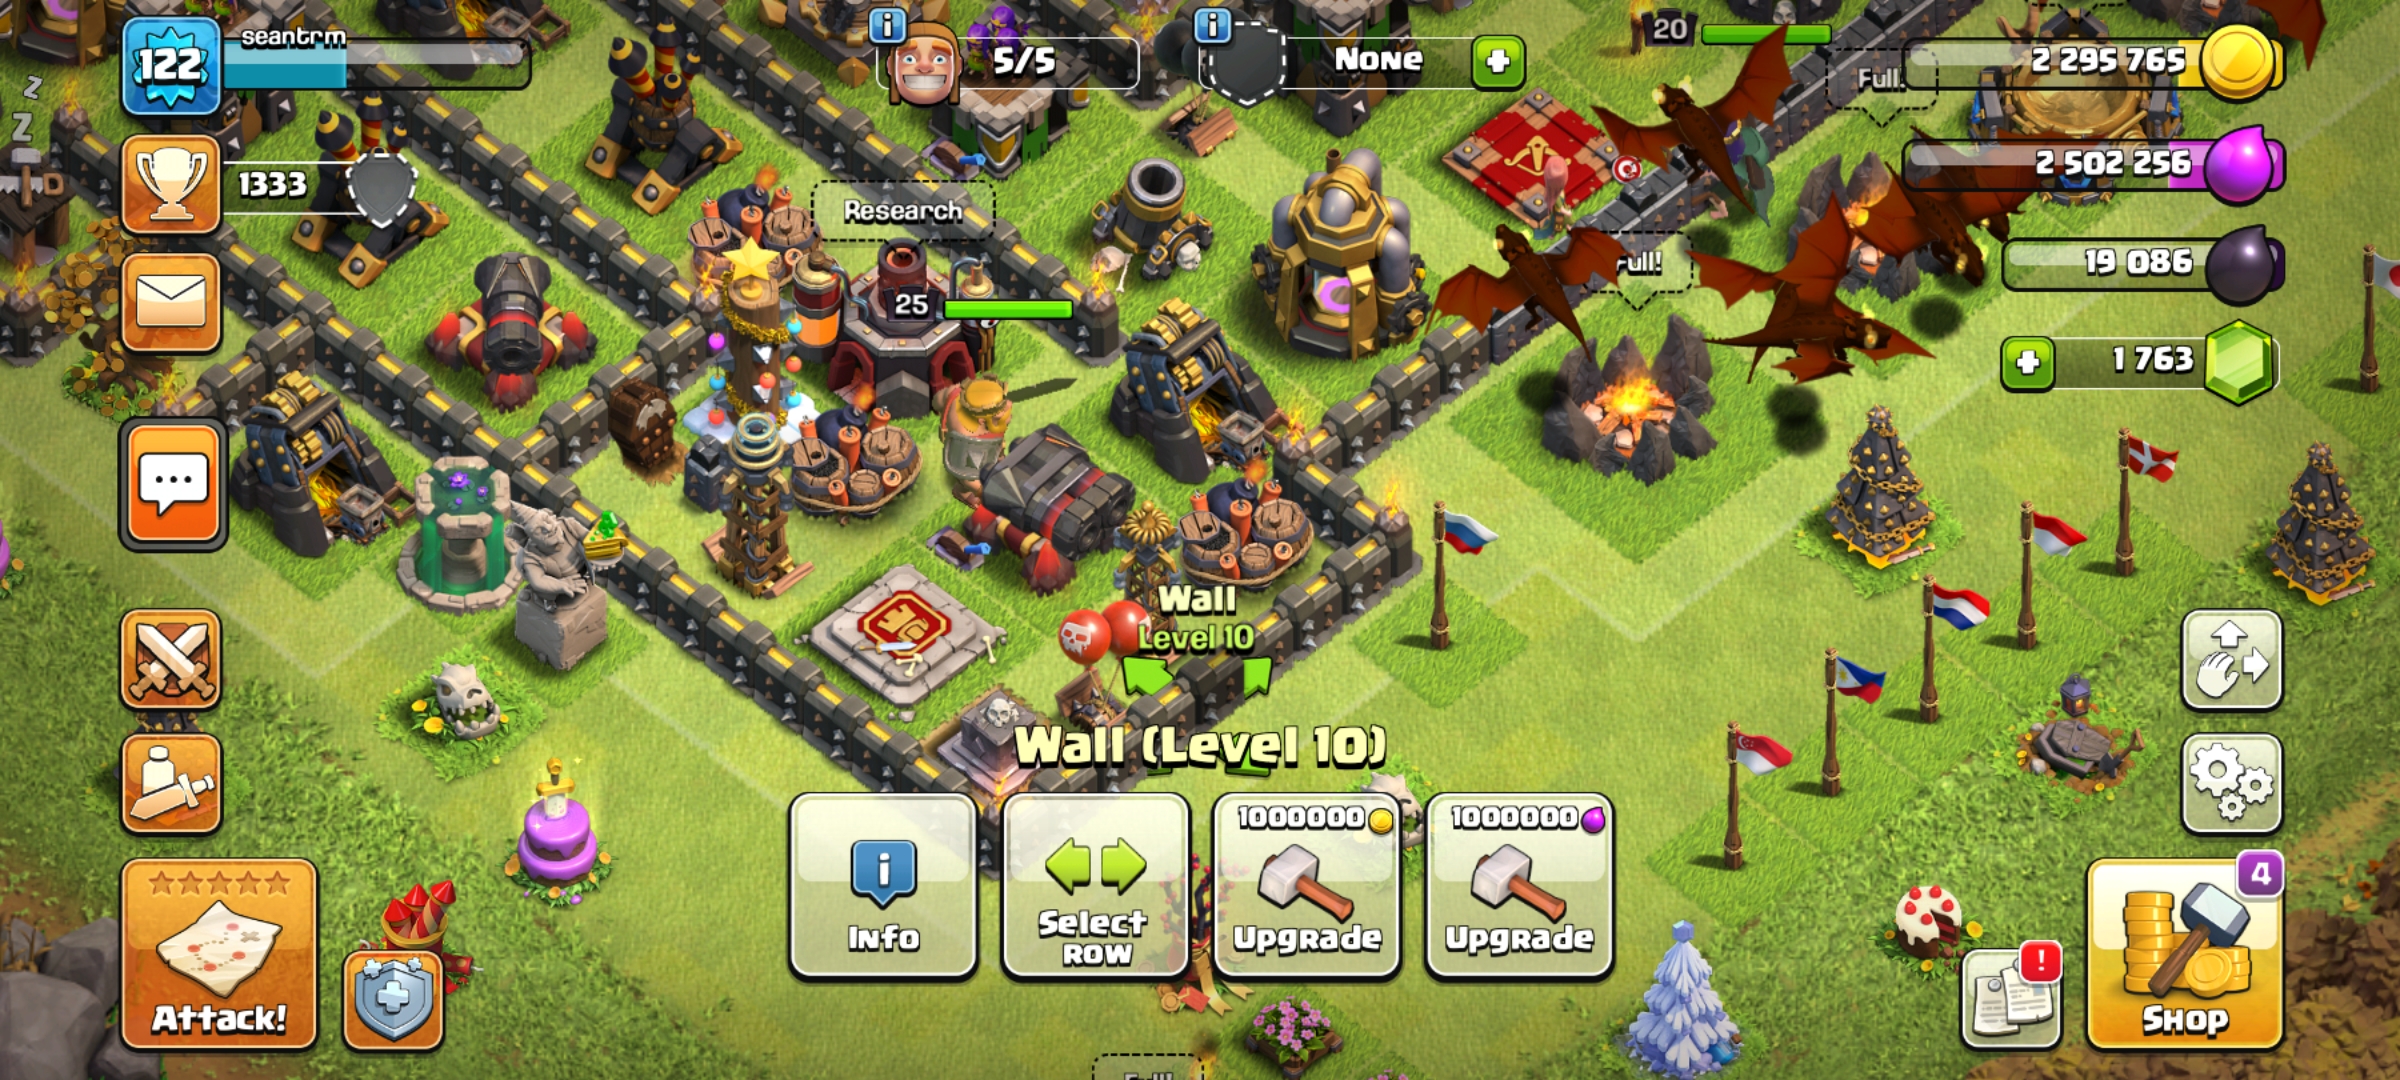 122
seantrm
5/5
None
20
Full!
2 295 765
1333
2 502 256
Research
Full!
19 086
25
1 763
Wall
Level 10
Wall (Level 10)
Info
Select
Row
1000000
Upgrade
1000000
Upgrade
Attack!
!
4
Shop
Full!